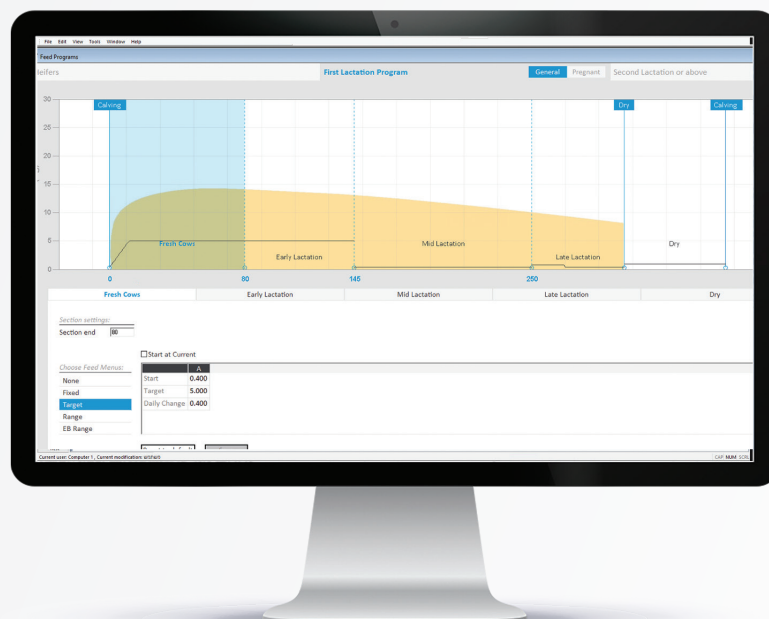 File Edit View Tools Window Help
Feed Programs
First Lactation Program
General
Pregnant
Second Lactation or above
30
25
20
15
10
5
0
Calving
Dry
Calving
Fresh Cows
Early Lactation
Mid Lactation
Late Lactation
Dry
0
80
145
250
Fresh Cows
Early Lactation
Mid Lactation
Late Lactation
Dry
Section settings:
Section end 80
Start at Current
Choose Feed Menus:
None
Fixed
Target
Range
EB Range
A
Start 0.400
Target 5.000
Daily Change 0.400
Current user: Computer 1, Current modification:
CAP NUM